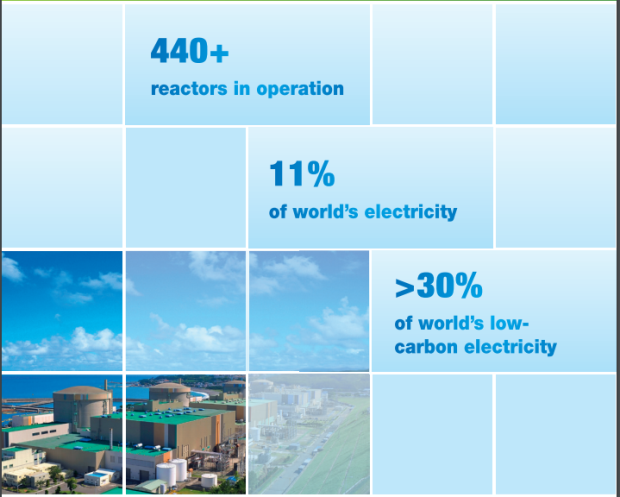 440+
reactors in operation
11%
of world's electricity
>30%
of world's low-
carbon electricity